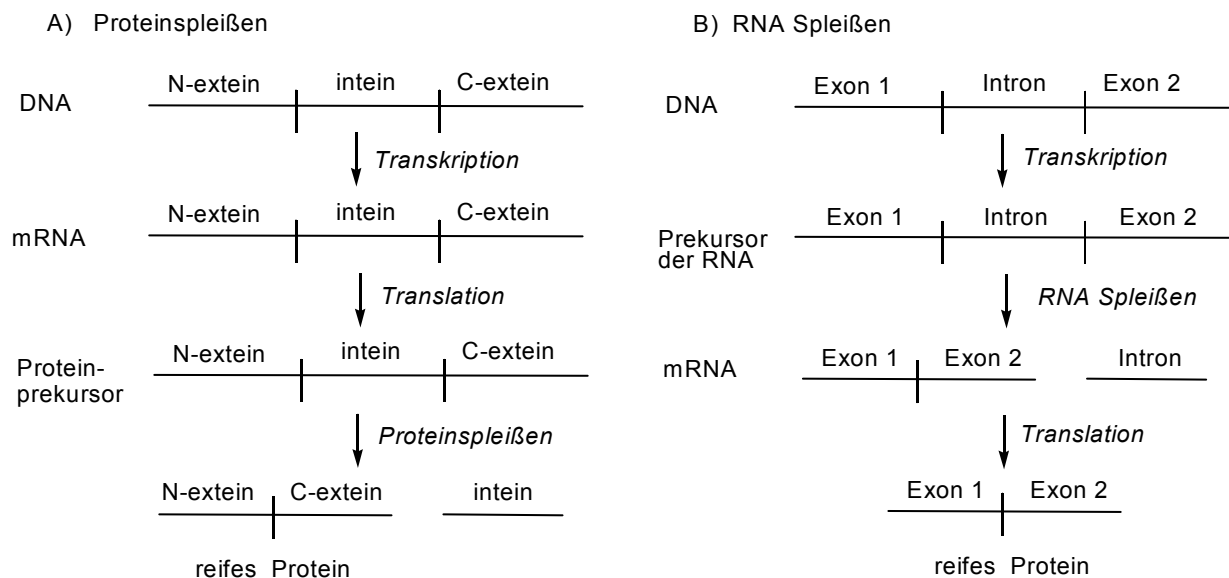 A) Proteinspleißen
N-extein intein C-extein
DNA
Transkription
N-extein intein C-extein
mRNA
Translation
N-extein intein C-extein
Protein-
prekursor
Proteinspleißen
N-extein C-extein intein
reifes Protein
B) RNA Spleißen
Exon 1 Intron Exon 2
DNA
Transkription
Exon 1 Intron Exon 2
Prekursor
der RNA
RNA Spleißen
Exon 1 Exon 2 Intron
mRNA
Translation
Exon 1 Exon 2
reifes Protein